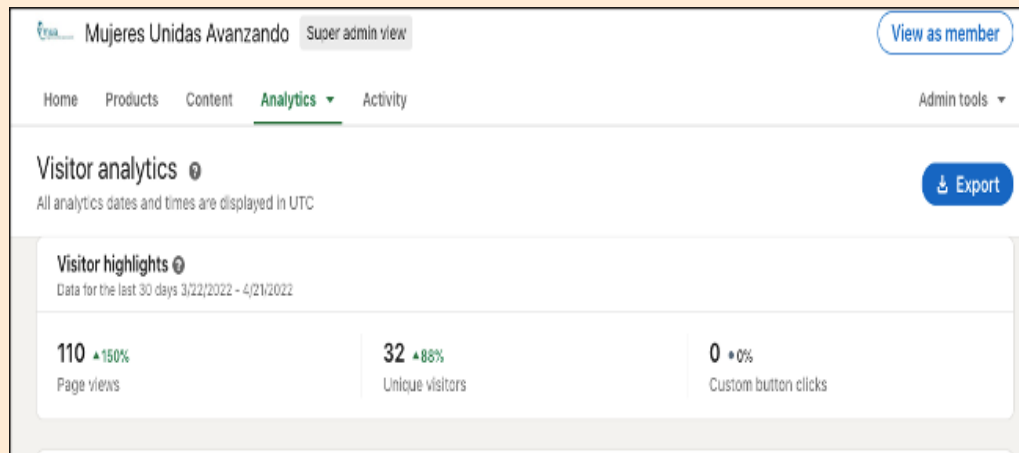 Mujeres Unidas Avanzando Super admin view View as member
Home Products Content Analytics Activity Admin tools
Visitor analytics
Export
All analytics dates and times are displayed in UTC
Visitor highlights
Data for the last 30 days 3/22/2022 - 4/21/2022
110 ▲150% 32 ▲88% 0 •0%
Page views Unique visitors Custom button clicks